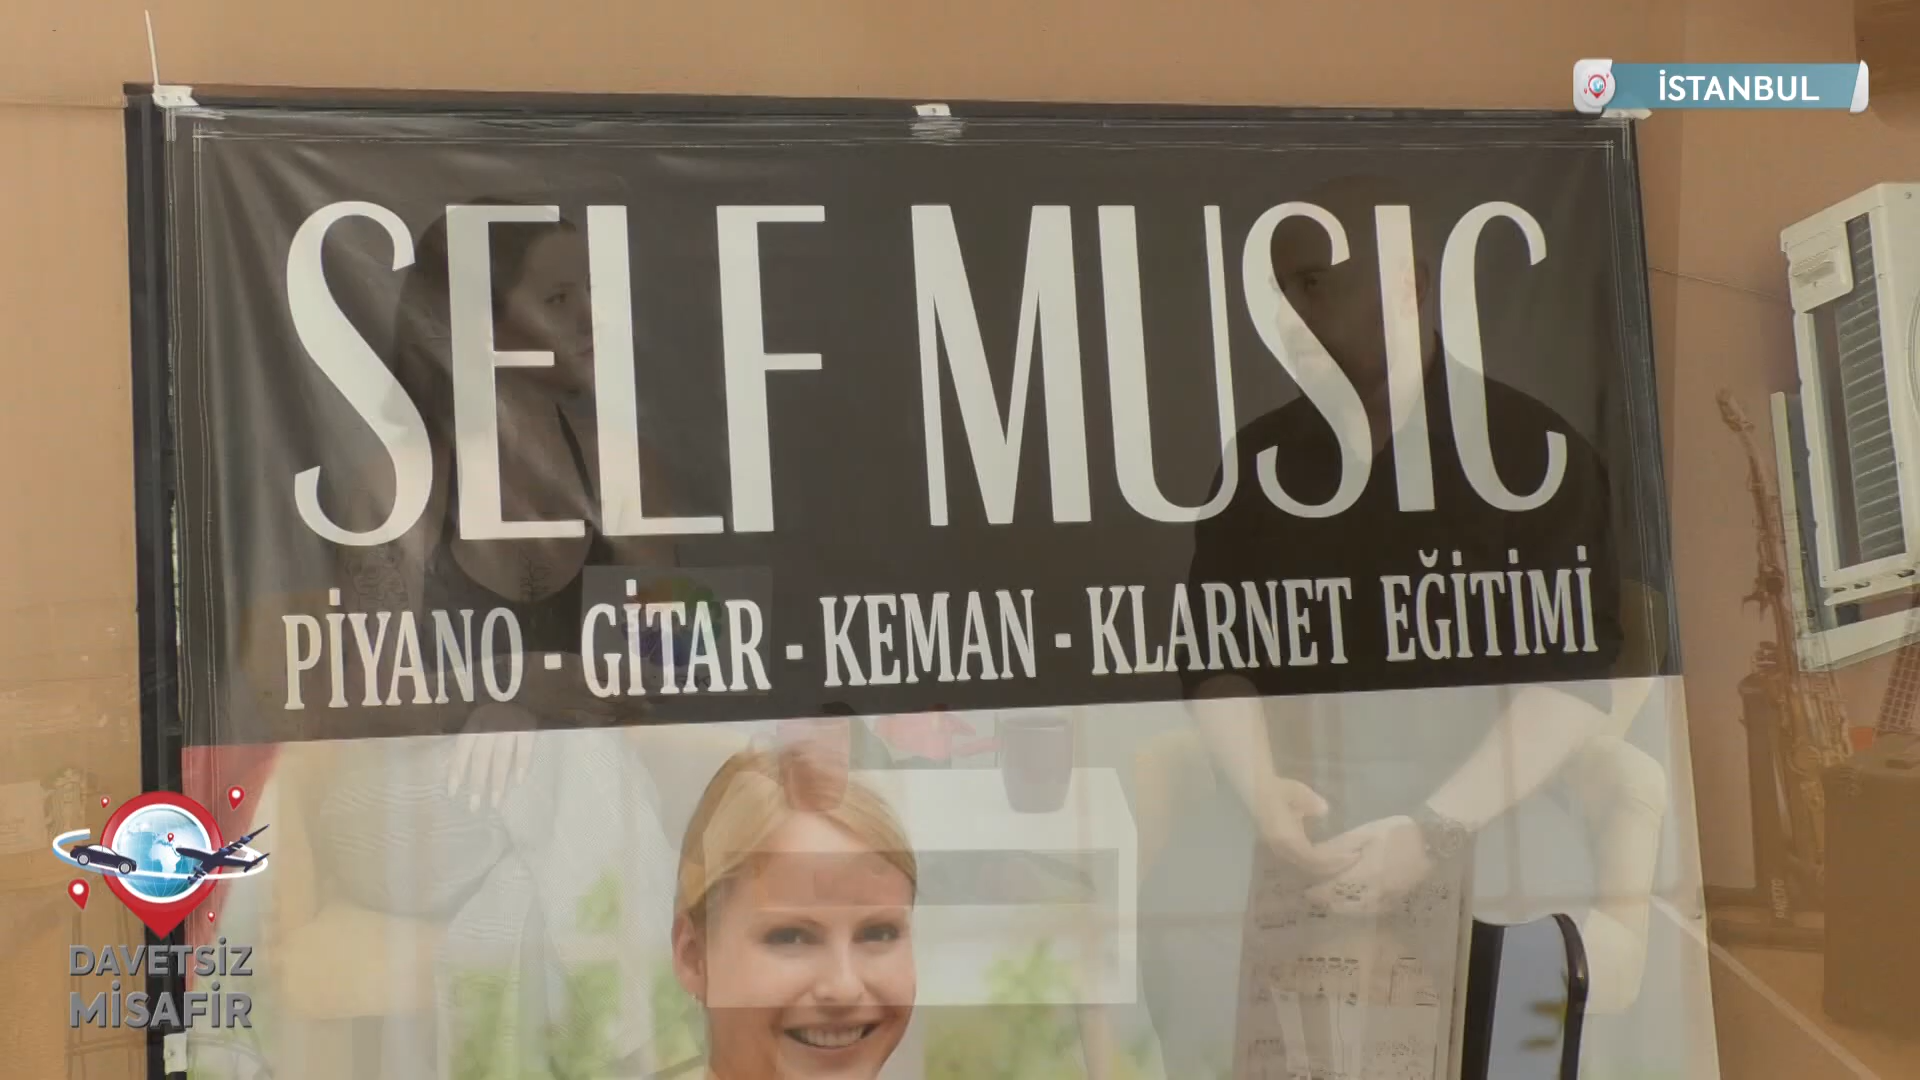 İSTANBUL
SELF MUSIC
PİYANO - GİTAR - KEMAN - KLARNET EĞİTİMİ
DAVETSİZ
MİSAFİR